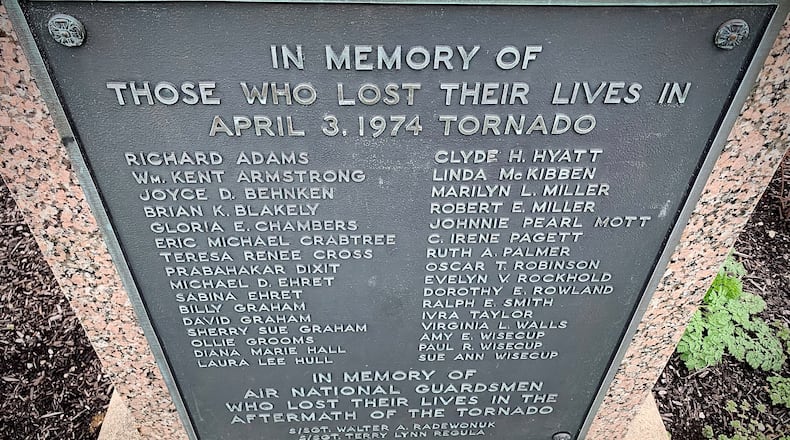 IN MEMORY OF
THOSE WHO LOST THEIR LIVES IN
APRIL 3, 1974 TORNADO
RICHARD ADAMS
WM. KENT ARMSTRONG
JOYCE D. BEHNKEN
BRIAN K. BLAKELY
GLORIA E. CHAMBERS
ERIC MICHAEL CRABTREE
TERESA RENEE CROSS
PRABAHAKAR DIXIT
MICHAEL D. EHRET
SABINA EHRET
BILLY GRAHAM
DAVID GRAHAM
SHERRY SUE GRAHAM
OLLIE GROOMS
DIANA MARIE HALL
LAURA LEE HULL
CLYDE H. HYATT
LINDA McKIBBEN
MARILYN L. MILLER
ROBERT E. MILLER
JOHNNIE PEARL MOTT
C. IRENE PAGETT
RUTH A. PALMER
OSCAR T. ROBINSON
EVELYN V. ROCKHOLD
DOROTHY E. ROWLAND
RALPH E. SMITH
IVRA TAYLOR
VIRGINIA L. WALLS
AMY E. WISECUP
PAUL R. WISECUP
SUE ANN WISECUP
IN MEMORY OF
AIR NATIONAL GUARDSMEN
WHO LOST THEIR LIVES IN THE
AFTERMATH OF THE TORNADO
S/SGT. WALTER A. RADEWONUK
S/SGT. TERRY LYNN REGULA